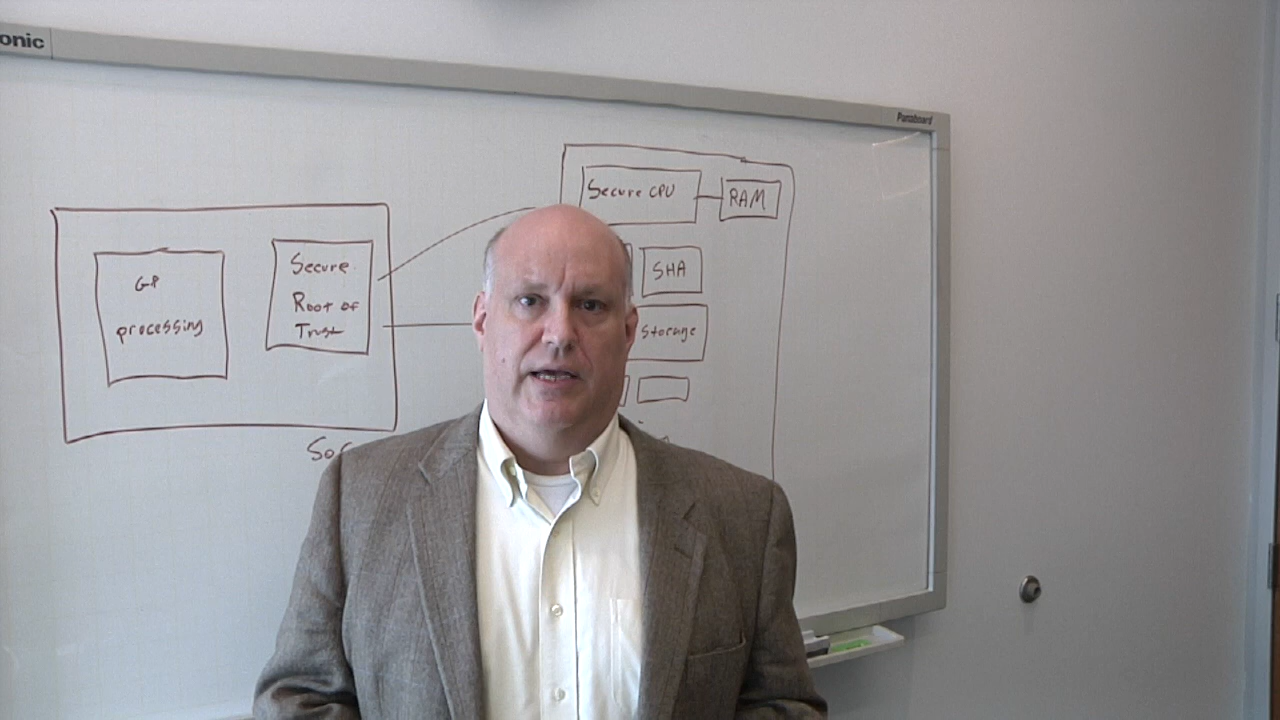 onic
Panaboard
GP
processing
Secure
Root of
Trust
Secure CPU
RAM
SHA
Storage